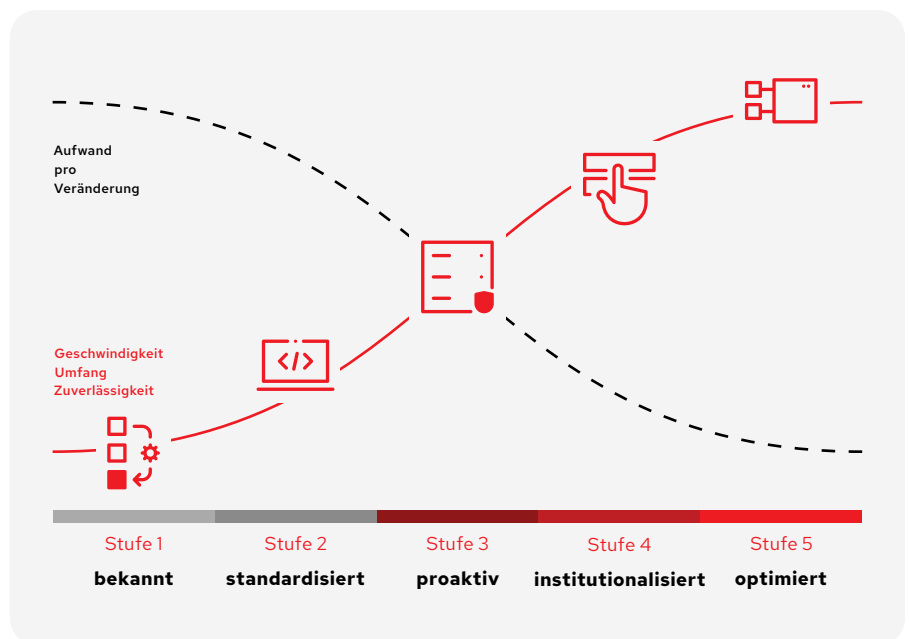 Aufwand
pro
Veränderung
Geschwindigkeit
Umfang
Zuverlässigkeit
</>
Stufe 1
Stufe 2
Stufe 3
Stufe 4
Stufe 5
bekannt
standardisiert
proaktiv
institutionalisiert
optimiert